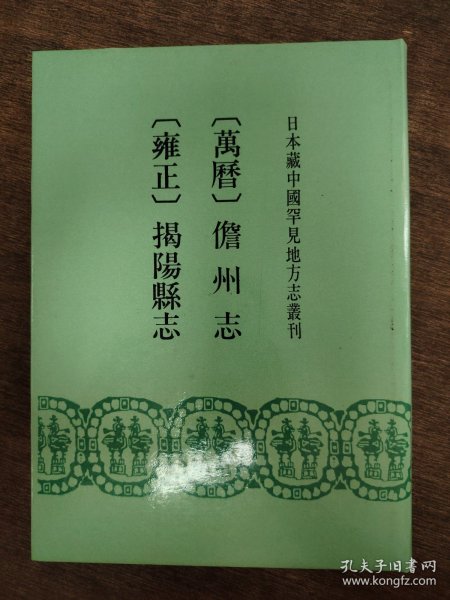 日本藏中國罕見地方志叢刊
〔萬曆〕儋州志
〔雍正〕揭陽縣志
孔夫子旧书网
www.kongfz.com